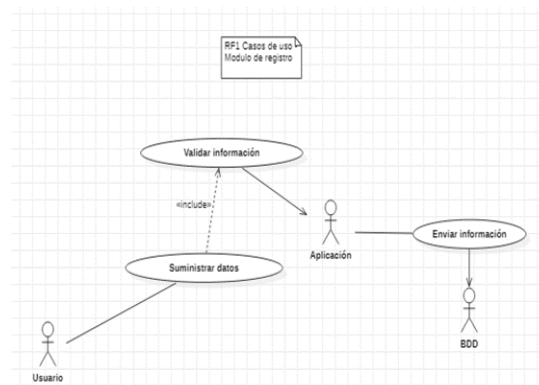 RF1 Casos de uso
Modulo de registro
Validar información
«include»
Aplicación
Enviar información
Suministrar datos
BDD
Usuario